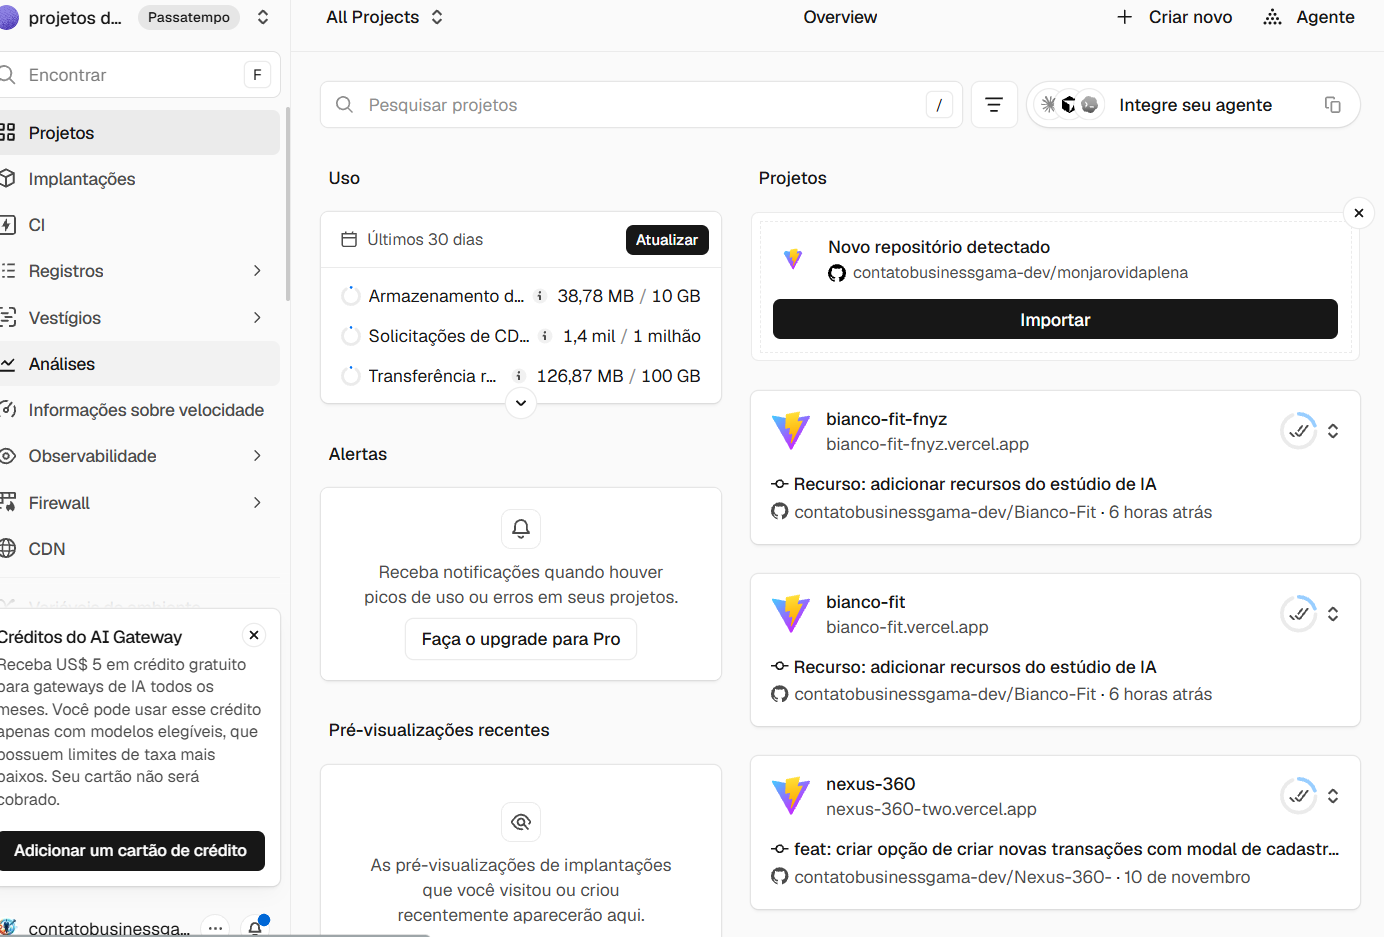 projetos d...
Passatempo
All Projects
Overview
Criar novo
Agente
Encontrar
F
Projetos
Implantações
CI
Registros
Vestígios
Análises
Informações sobre velocidade
Observabilidade
Firewall
CDN
Variáveis de ambiente
Créditos do AI Gateway
Receba US$ 5 em crédito gratuito
para gateways de IA todos os
meses. Você pode usar esse crédito
apenas com modelos elegíveis, que
possuem limites de taxa mais
baixos. Seu cartão não será
cobrado.
Adicionar um cartão de crédito
contatobusinessga...
Pesquisar projetos
/
Integre seu agente
Uso
Últimos 30 dias
Atualizar
Armazenamento d... 38,78 MB / 10 GB
Solicitações de CD... 1,4 mil / 1 milhão
Transferência r... 126,87 MB / 100 GB
Alertas
Receba notificações quando houver
picos de uso ou erros em seus projetos.
Faça o upgrade para Pro
Pré-visualizações recentes
As pré-visualizações de implantações
que você visitou ou criou
recentemente aparecerão aqui.
Projetos
Novo repositório detectado
contatobusinessgama-dev/monjarovidaplena
Importar
bianco-fit-fnyz
bianco-fit-fnyz.vercel.app
Recurso: adicionar recursos do estúdio de IA
contatobusinessgama-dev/Bianco-Fit · 6 horas atrás
bianco-fit
bianco-fit.vercel.app
Recurso: adicionar recursos do estúdio de IA
contatobusinessgama-dev/Bianco-Fit · 6 horas atrás
nexus-360
nexus-360-two.vercel.app
feat: criar opção de criar novas transações com modal de cadastr...
contatobusinessgama-dev/Nexus-360- · 10 de novembro